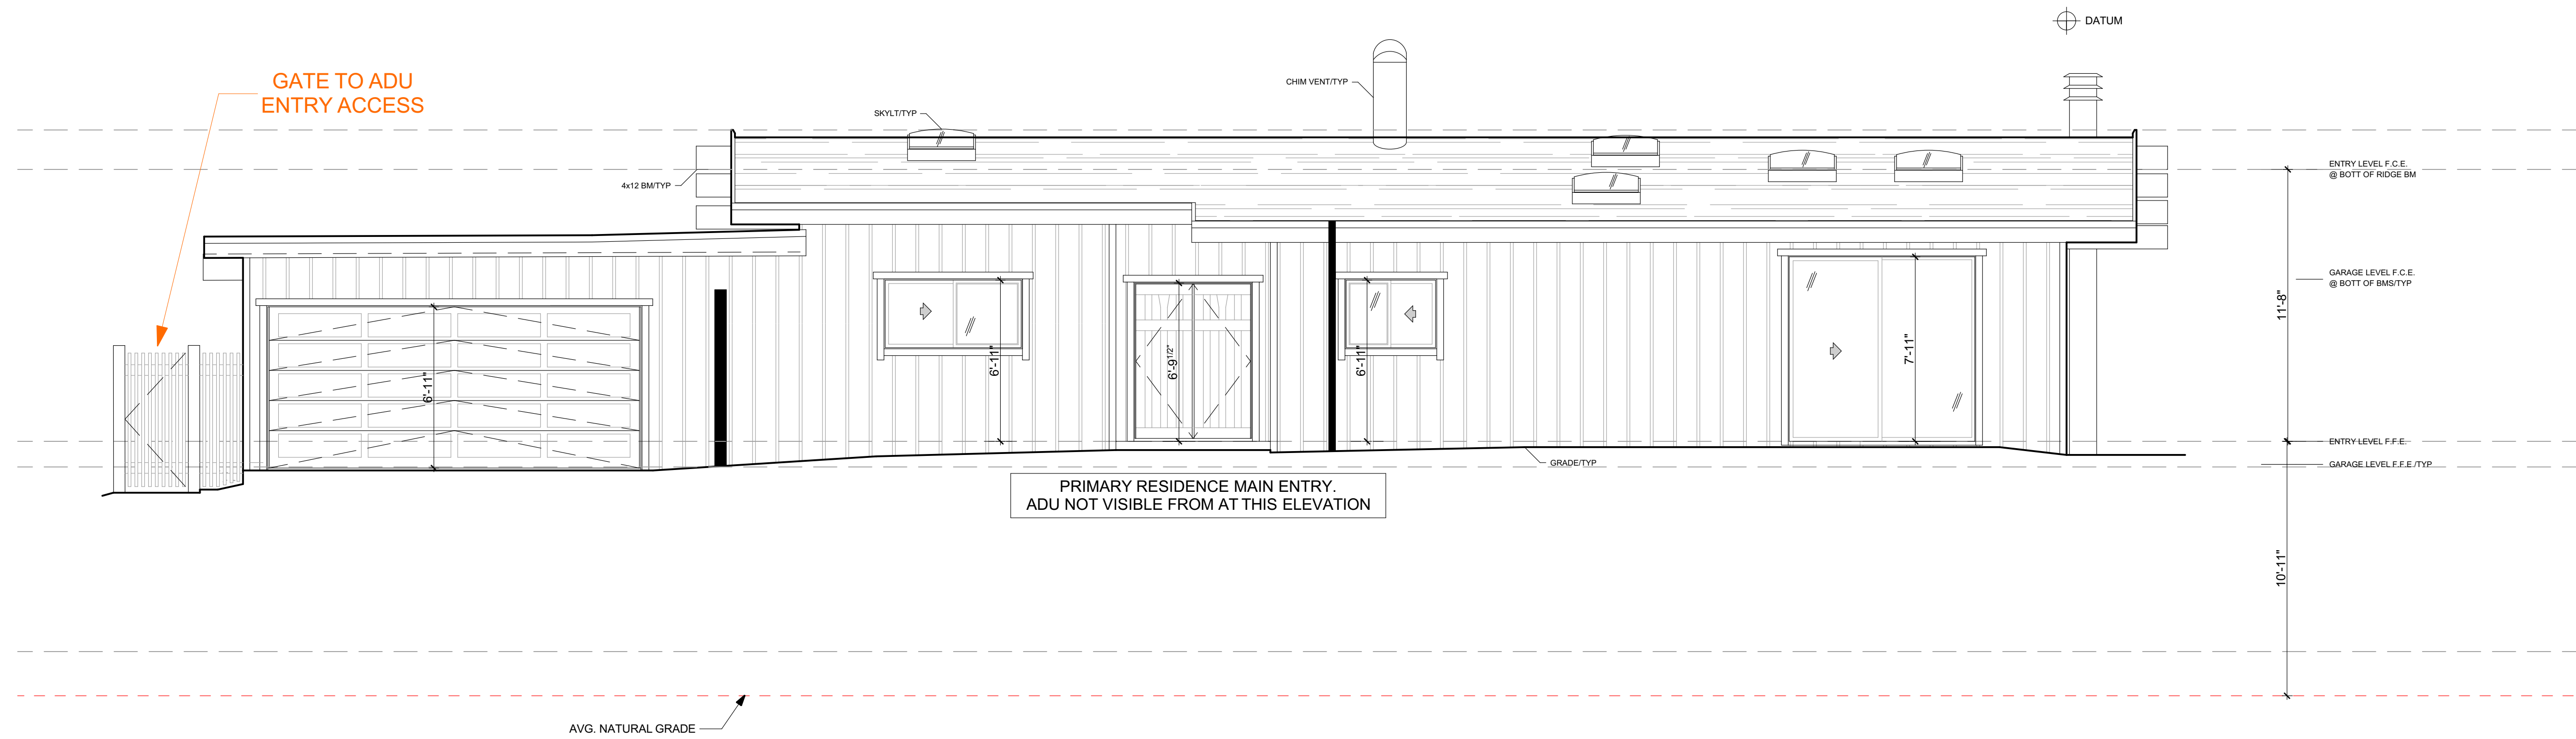 DATUM
GATE TO ADU
ENTRY ACCESS
CHIM VENT/TYP
SKYLT/TYP
4x12 BM/TYP
ENTRY LEVEL F.C.E.
@ BOTT OF RIDGE BM
GARAGE LEVEL F.C.E.
@ BOTT OF BMS/TYP
11'-8"
6'-11"
6'-11"
6'-9 1/2"
6'-11"
7'-11"
ENTRY LEVEL F.F.E.
GARAGE LEVEL F.F.E /TYP
GRADE/TYP
PRIMARY RESIDENCE MAIN ENTRY.
ADU NOT VISIBLE FROM AT THIS ELEVATION
10'-11"
AVG. NATURAL GRADE